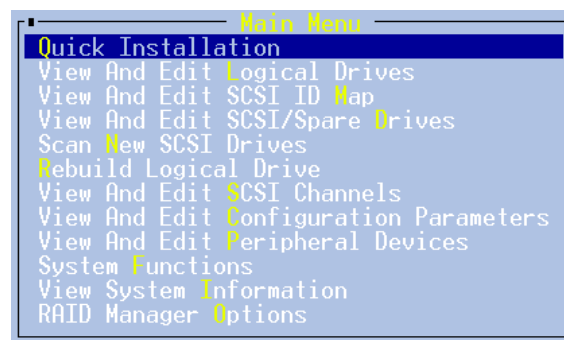 Main Menu
Quick Installation
View And Edit Logical Drives
View And Edit SCSI ID Map
View And Edit SCSI/Spare Drives
Scan New SCSI Drives
Rebuild Logical Drive
View And Edit SCSI Channels
View And Edit Configuration Parameters
View And Edit Peripheral Devices
System Functions
View System Information
RAID Manager Options